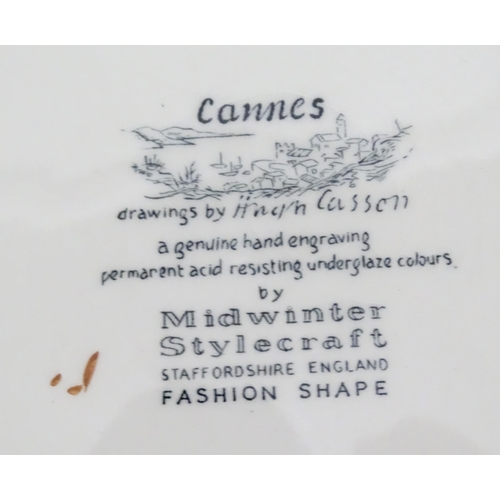 Cannes
drawings by Hugh Casson
a genuine hand engraving
permanent acid resisting underglaze colours.
by
Midwinter
Stylecraft
STAFFORDSHIRE ENGLAND
FASHION SHAPE